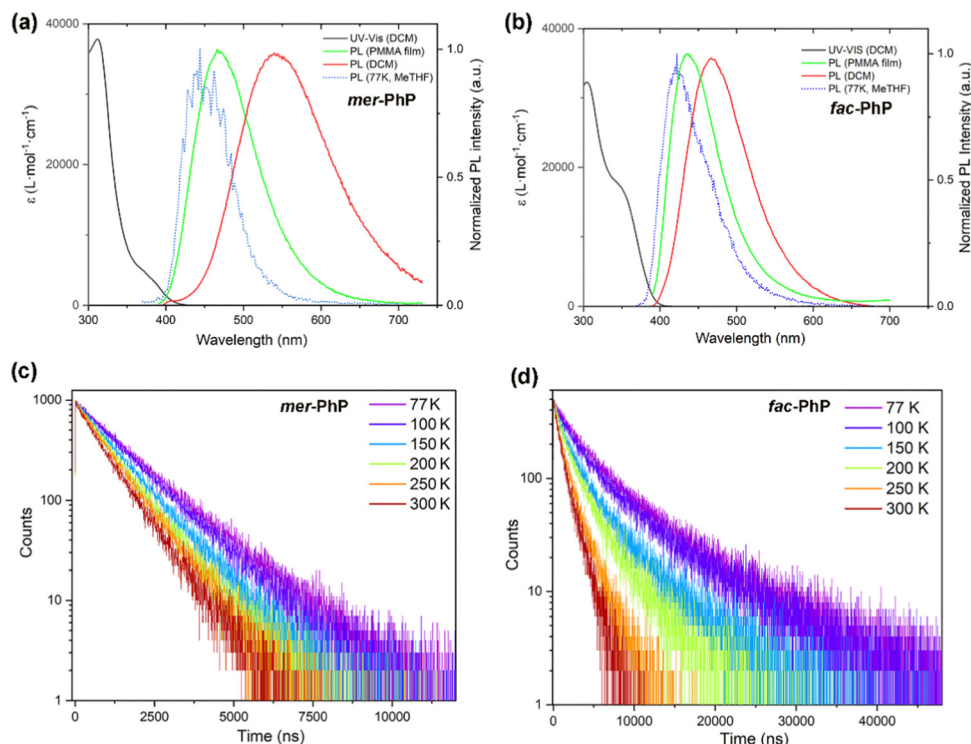 (a)
UV-Vis (DCM)
PL (PMMA film)
PL (DCM)
PL (77K, MeTHF)
mer-PhP
40000
20000
0
ε (L·mol⁻¹·cm⁻¹)
1.0
0.5
0.0
Normalized PL intensity (a.u.)
300 400 500 600 700
Wavelength (nm)
(b)
UV-VIS (DCM)
PL (PMMA film)
PL (DCM)
PL (77K, MeTHF)
fac-PhP
40000
20000
0
ε (L·mol⁻¹·cm⁻¹)
1.0
0.5
0.0
Normalized PL Intensity (a.u.)
300 400 500 600 700
Wavelength (nm)
(c)
mer-PhP
77 K
100 K
150 K
200 K
250 K
300 K
1000
100
10
1
Counts
0 2500 5000 7500 10000
Time (ns)
(d)
fac-PhP
77 K
100 K
150 K
200 K
250 K
300 K
100
10
1
Counts
0 10000 20000 30000 40000
Time (ns)